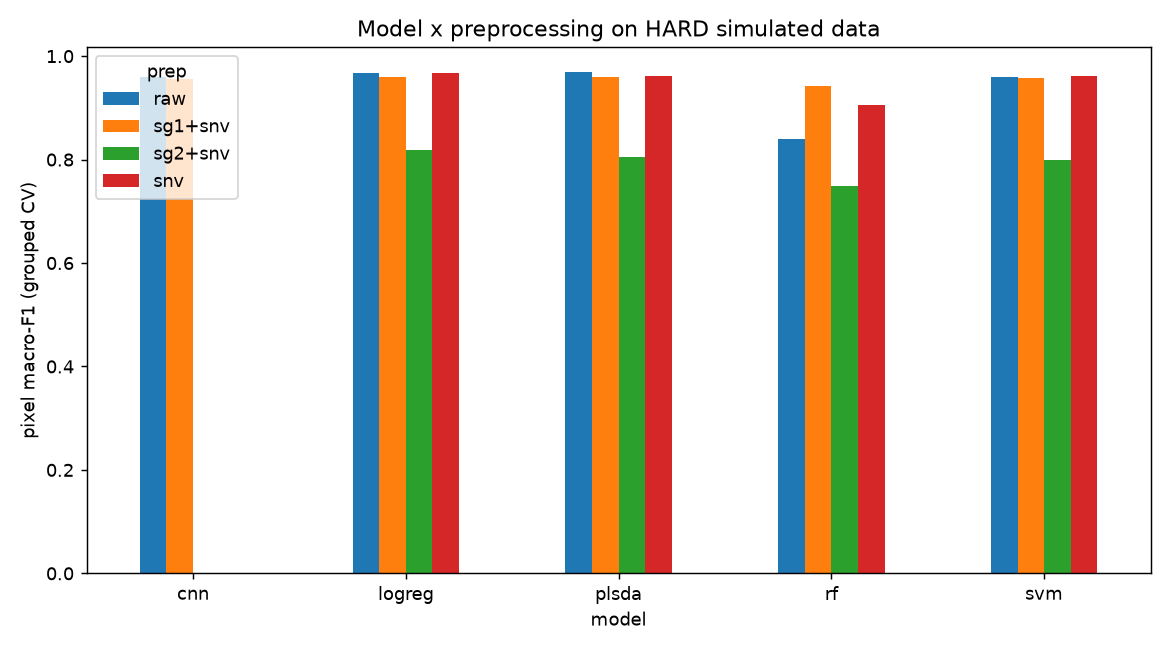 Model x preprocessing on HARD simulated data
prep
raw
sg1+snv
sg2+snv
snv
pixel macro-F1 (grouped CV)
1.0
0.8
0.6
0.4
0.2
0.0
cnn
logreg
plsda
rf
svm
model